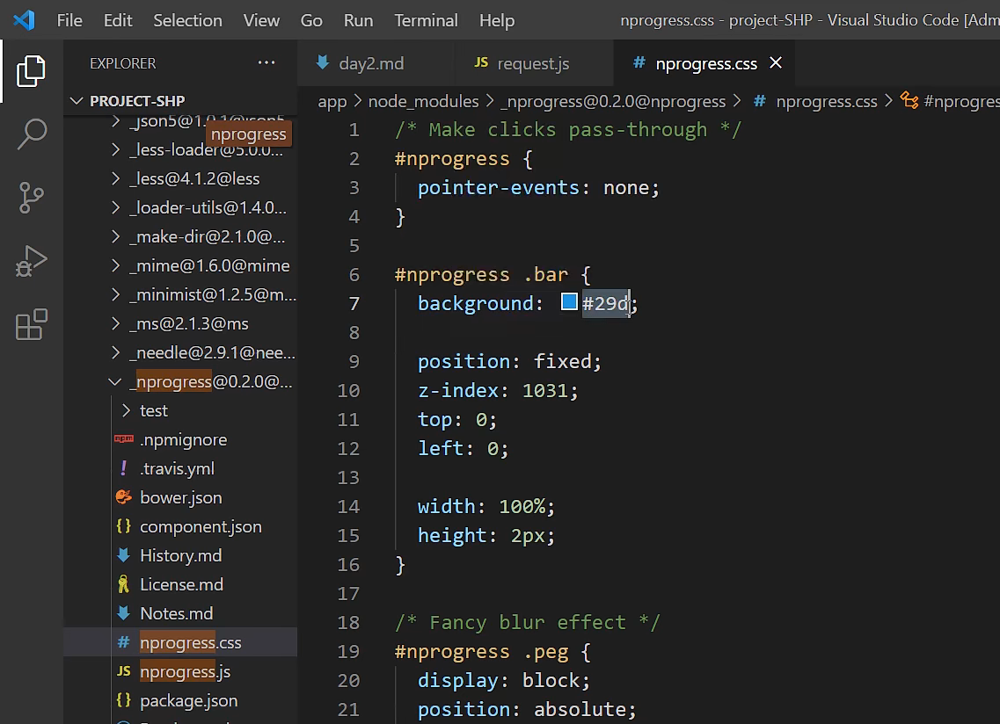 File Edit Selection View Go Run Terminal Help nprogress.css - project-SHP - Visual Studio Code [Adm
EXPLORER ...
day2.md
JS request.js
# nprogress.css
PROJECT-SHP
app > node_modules > _nprogress@0.2.0@nprogress > # nprogress.css > #nprogres
_json5@1.0.1@json5
nprogress
_less-loader@5.0.0...
_less@4.1.2@less
_loader-utils@1.4.0...
_make-dir@2.1.0@...
_mime@1.6.0@mime
_minimist@1.2.5@m...
_ms@2.1.3@ms
_needle@2.9.1@nee...
_nprogress@0.2.0@...
test
npm .npmignore
! .travis.yml
bower.json
{} component.json
History.md
License.md
Notes.md
# nprogress.css
JS nprogress.js
{} package.json
1 /* Make clicks pass-through */
2 #nprogress {
3 pointer-events: none;
4 }
5
6 #nprogress .bar {
7 background: #29d;
8
9 position: fixed;
10 z-index: 1031;
11 top: 0;
12 left: 0;
13
14 width: 100%;
15 height: 2px;
16 }
17
18 /* Fancy blur effect */
19 #nprogress .peg {
20 display: block;
21 position: absolute;